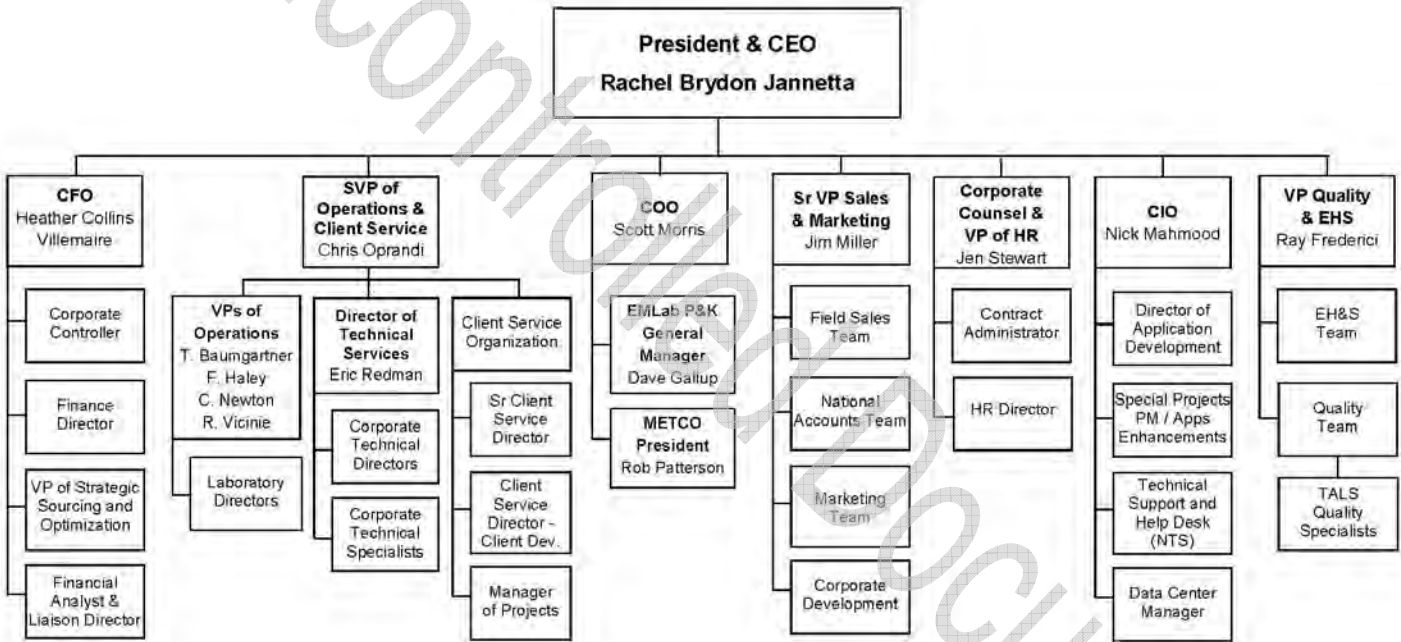 President & CEO
Rachel Brydon Jannetta
CFO
Heather Collins
Villemaire
SVP of
Operations &
Client Service
Chris Oprandi
COO
Scott Morris
Sr VP Sales
& Marketing
Jim Miller
Corporate
Counsel &
VP of HR
Jen Stewart
CIO
Nick Mahmood
VP Quality
& EHS
Ray Frederici
Corporate
Controller
Finance
Director
VP of Strategic
Sourcing and
Optimization
Financial
Analyst &
Liaison Director
VPs of
Operations
T. Baumgartner
F. Haley
C. Newton
R. Vicinie
Laboratory
Directors
Director of
Technical
Services
Eric Redman
Corporate
Technical
Directors
Corporate
Technical
Specialists
Client Service
Organization
Sr Client
Service
Director
Client
Service
Director -
Client Dev.
Manager
of Projects
EMLab P&K
General
Manager
Dave Gallup
METCO
President
Rob Patterson
Field Sales
Team
National
Accounts Team
Marketing
Team
Corporate
Development
Contract
Administrator
HR Director
Director of
Application
Development
Special Projects
PM / Apps
Enhancements
Technical
Support and
Help Desk
(NTS)
Data Center
Manager
EH&S
Team
Quality
Team
TALS
Quality
Specialists
controlled Docu